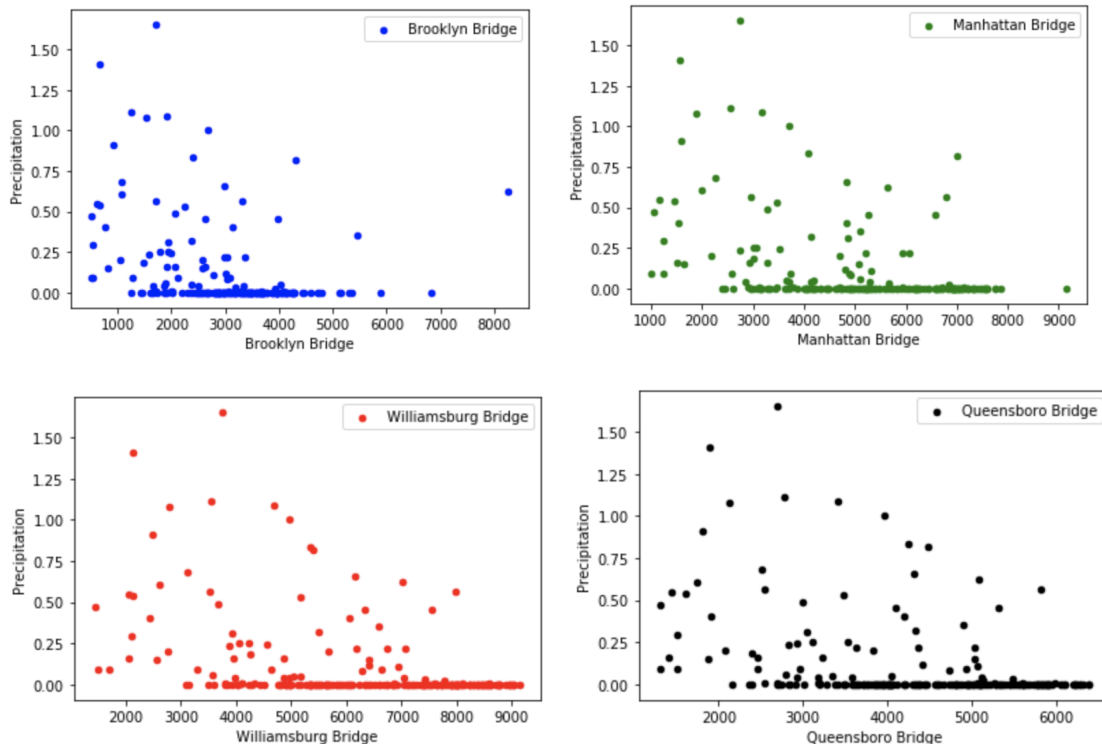 Brooklyn Bridge
1.50
1.25
1.00
0.75
0.50
0.25
0.00
Precipitation
1000 2000 3000 4000 5000 6000 7000 8000
Brooklyn Bridge
Manhattan Bridge
1.50
1.25
1.00
0.75
0.50
0.25
0.00
Precipitation
1000 2000 3000 4000 5000 6000 7000 8000 9000
Manhattan Bridge
Williamsburg Bridge
1.50
1.25
1.00
0.75
0.50
0.25
0.00
Precipitation
2000 3000 4000 5000 6000 7000 8000 9000
Williamsburg Bridge
Queensboro Bridge
1.50
1.25
1.00
0.75
0.50
0.25
0.00
Precipitation
2000 3000 4000 5000 6000
Queensboro Bridge